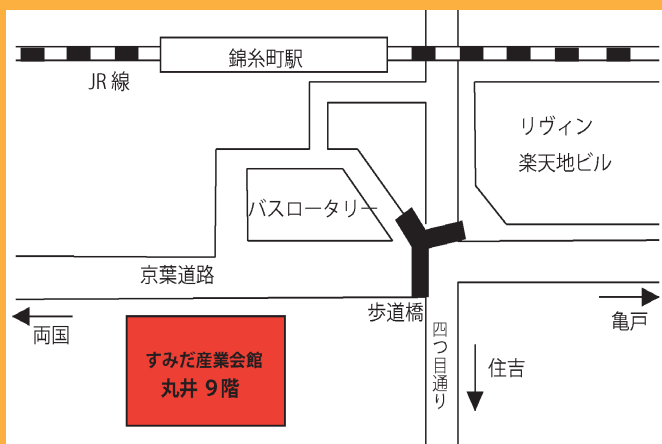 錦糸町駅
JR 線
リヴィン
楽天地ビル
バスロータリー
京葉道路
歩道橋
両国
亀戸
四つ目通り
住吉
すみだ産業会館
丸井 9階